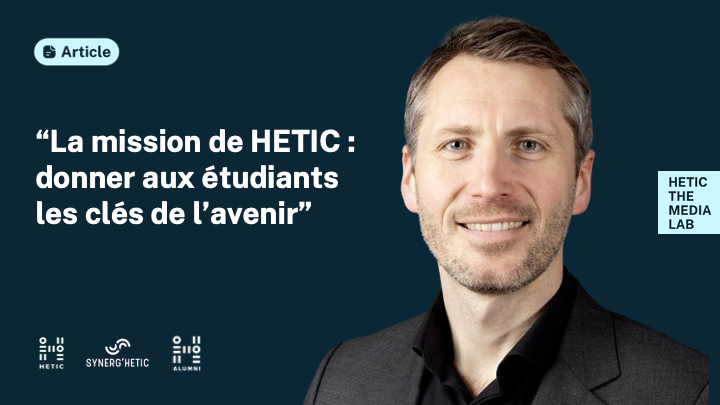 Article
“La mission de HETIC :
donner aux étudiants
les clés de l’avenir”
HETIC
THE
MEDIA
LAB
HETIC
SYNERG'HETIC
ALUMNI